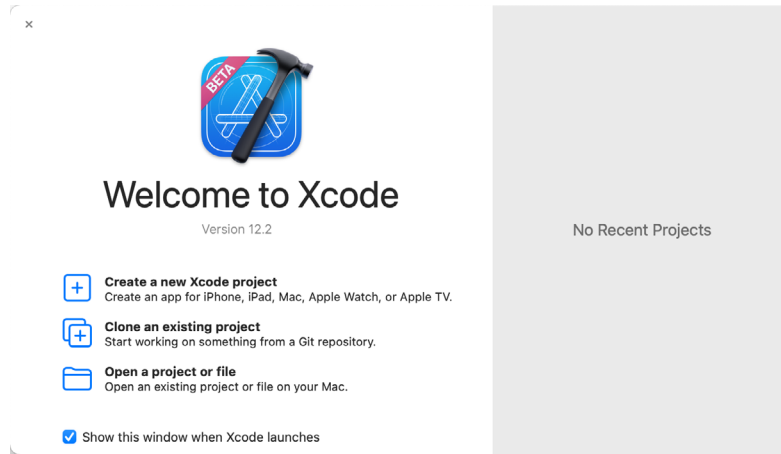 BETA
Welcome to Xcode
Version 12.2
No Recent Projects
Create a new Xcode project
Create an app for iPhone, iPad, Mac, Apple Watch, or Apple TV.
Clone an existing project
Start working on something from a Git repository.
Open a project or file
Open an existing project or file on your Mac.
Show this window when Xcode launches